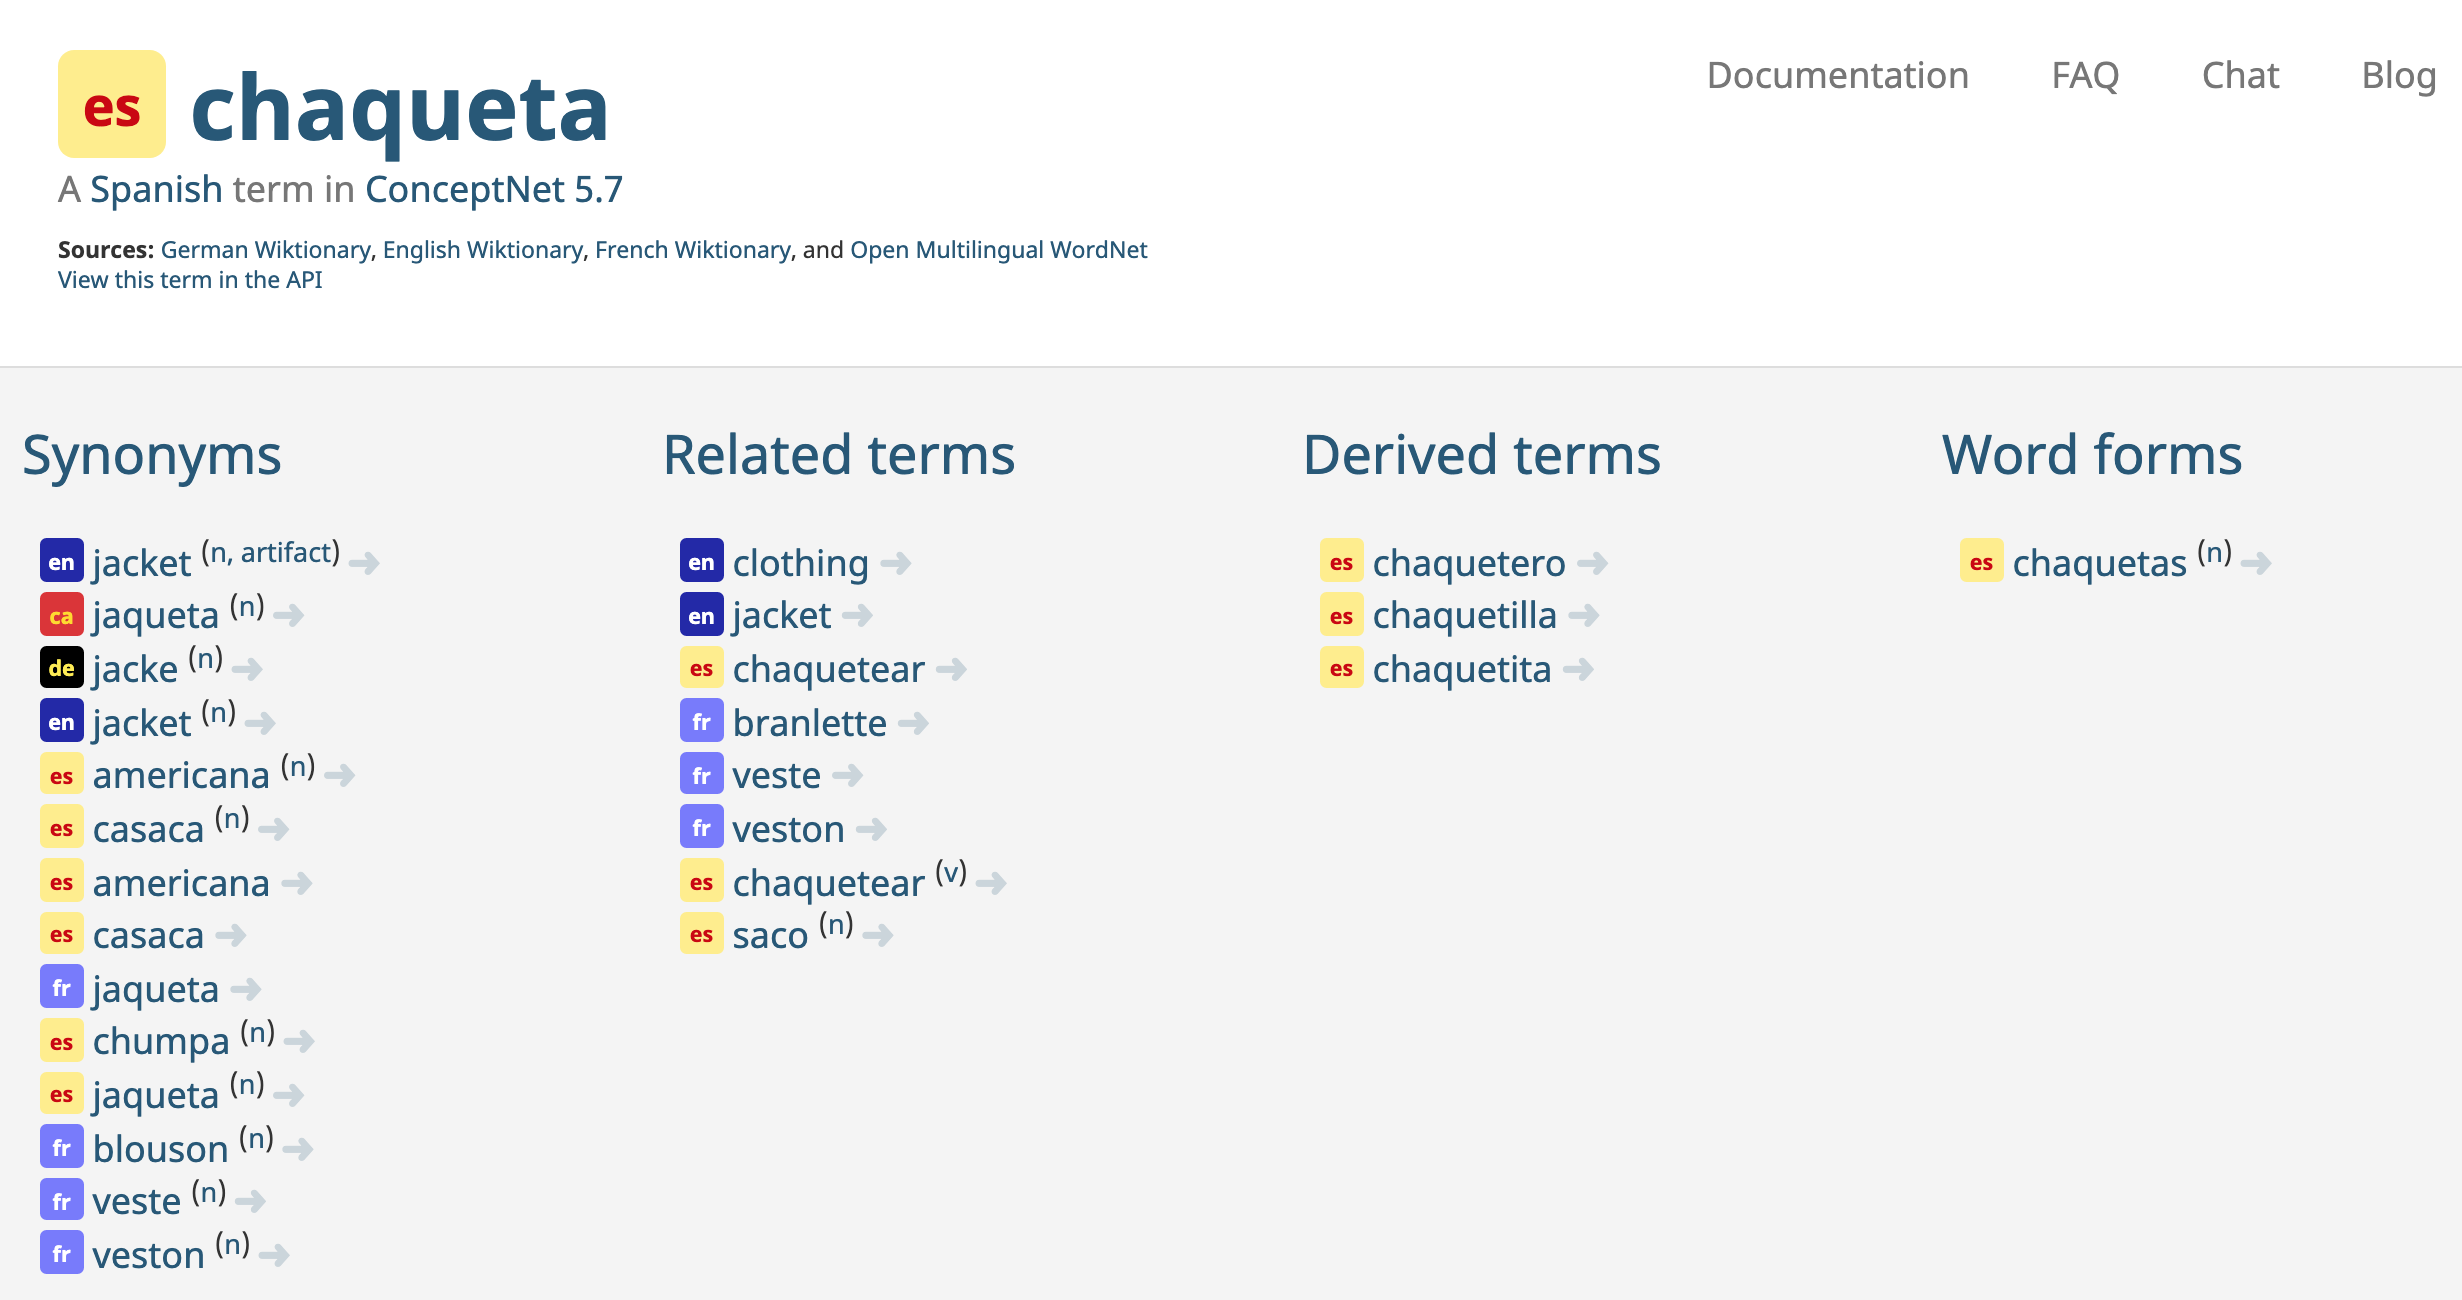 es chaqueta
Documentation FAQ Chat Blog
A Spanish term in ConceptNet 5.7
Sources: German Wiktionary, English Wiktionary, French Wiktionary, and Open Multilingual WordNet
View this term in the API
Synonyms
en jacket (n, artifact) ➜
ca jaqueta (n) ➜
de jacke (n) ➜
en jacket (n) ➜
es americana (n) ➜
es casaca (n) ➜
es americana ➜
es casaca ➜
fr jaqueta ➜
es chumpa (n) ➜
es jaqueta (n) ➜
fr blouson (n) ➜
fr veste (n) ➜
fr veston (n) ➜
Related terms
en clothing ➜
en jacket ➜
es chaquetear ➜
fr branlette ➜
fr veste ➜
fr veston ➜
es chaquetear (v) ➜
es saco (n) ➜
Derived terms
es chaquetero ➜
es chaquetilla ➜
es chaquetita ➜
Word forms
es chaquetas (n) ➜